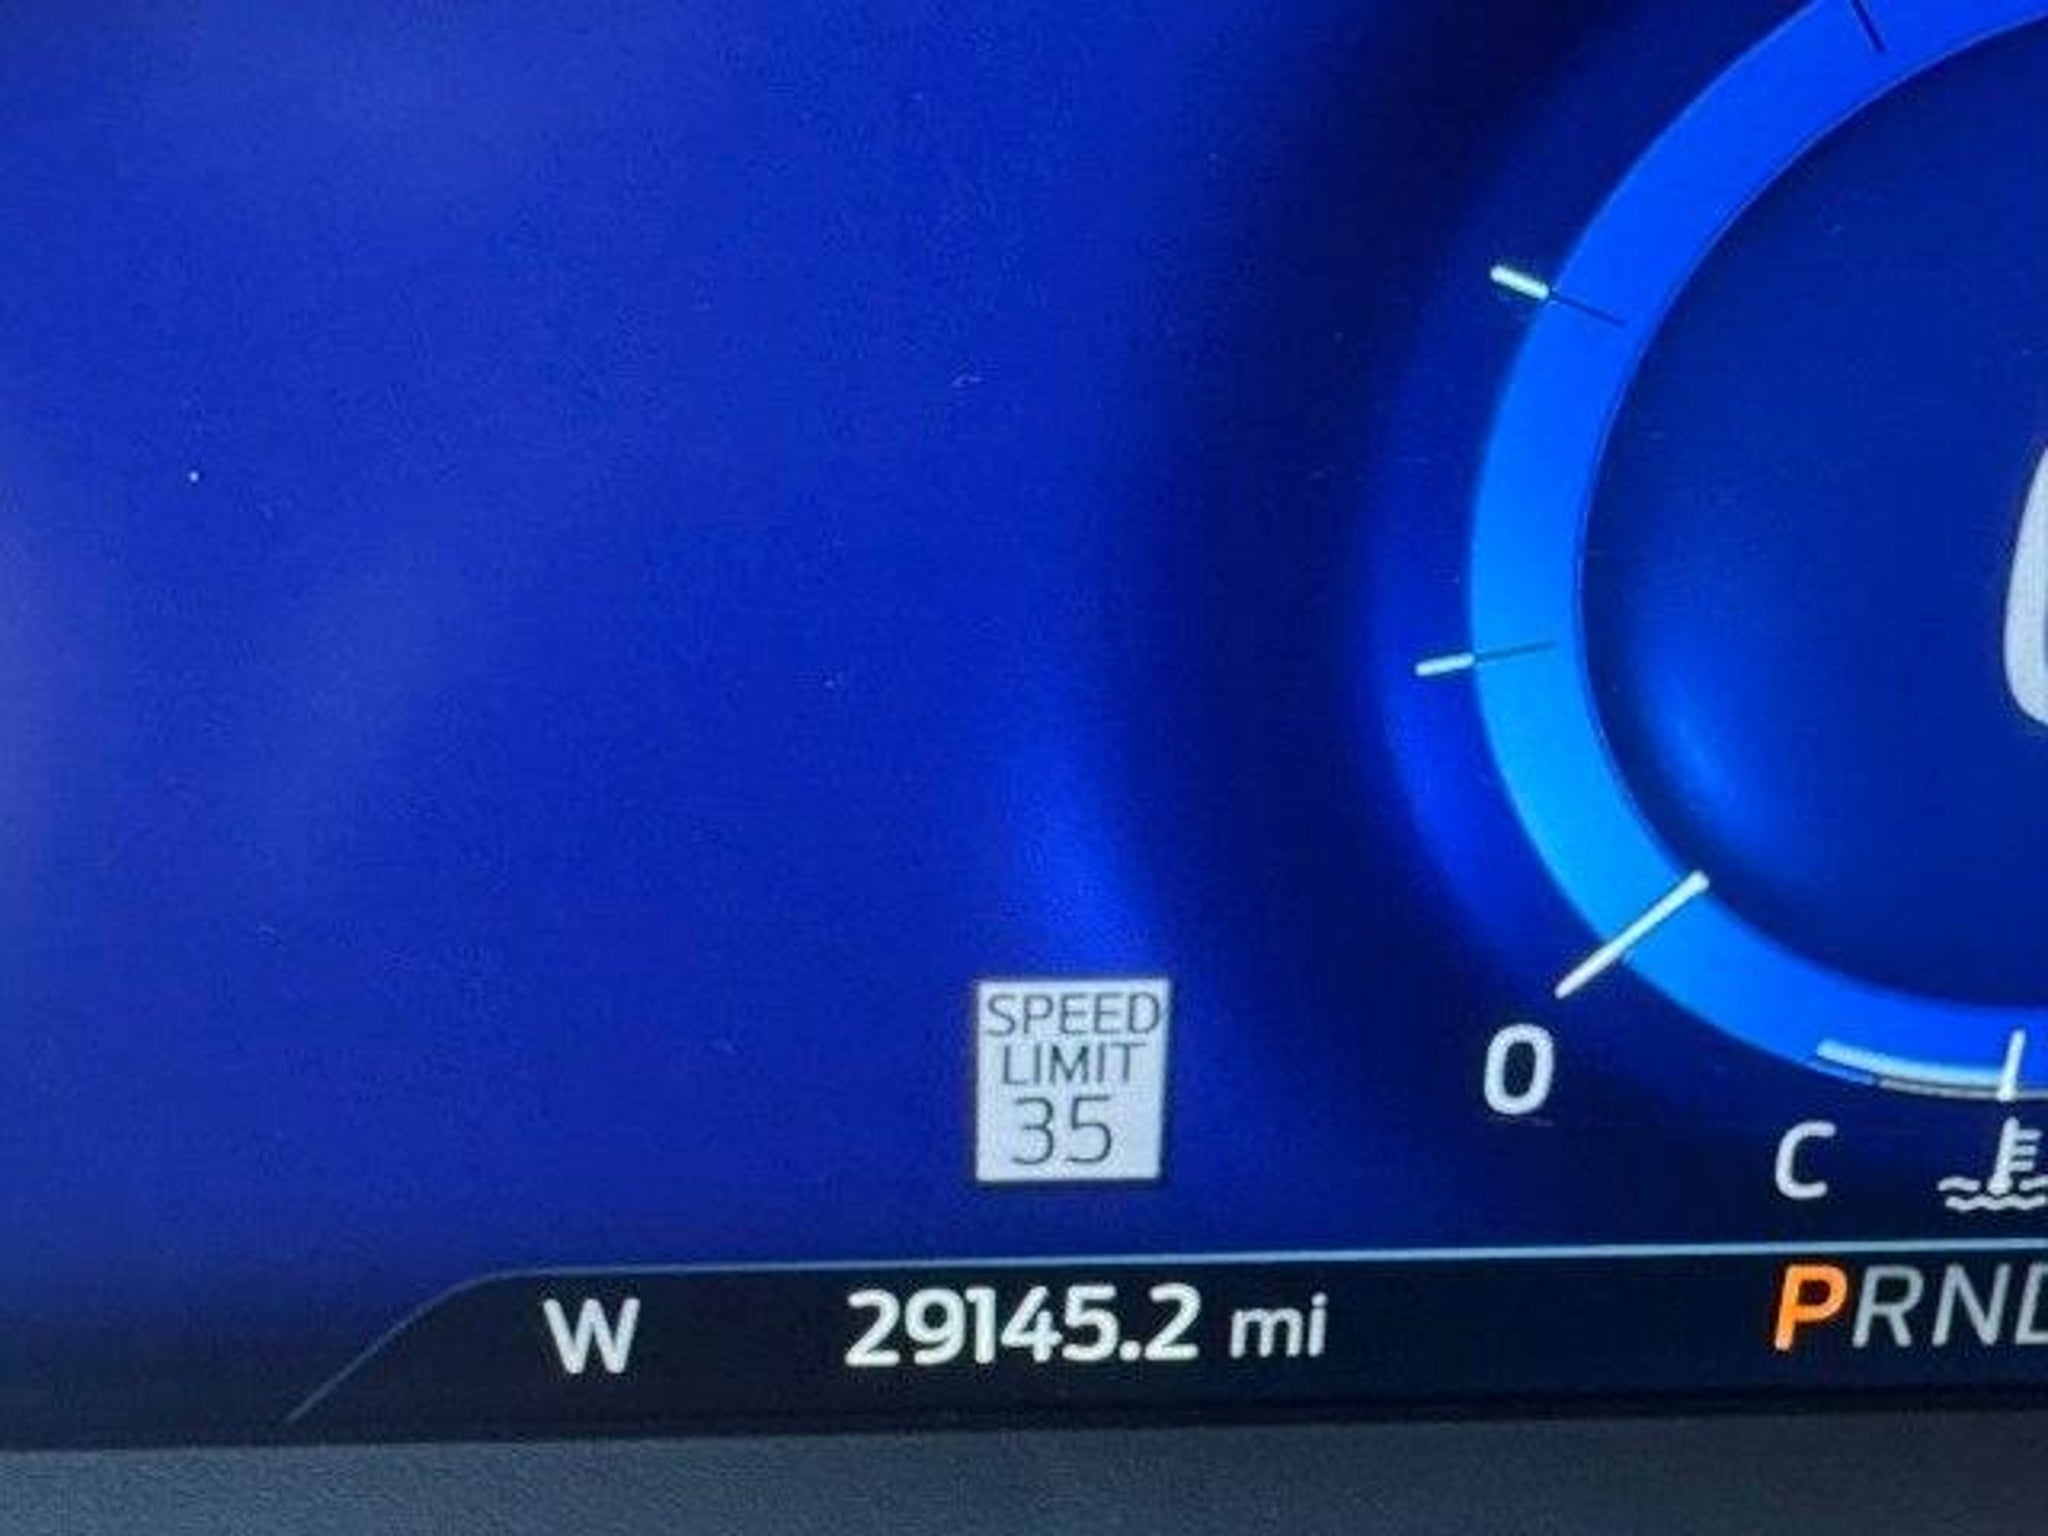 SPEED
LIMIT
35
0
C
W 29145.2 mi PRND